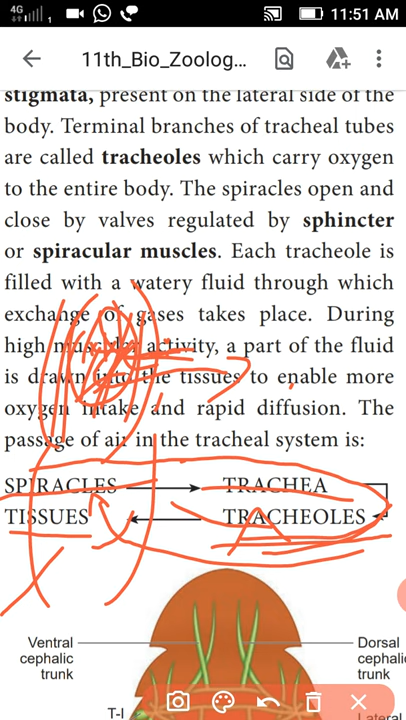 4G
1
11:51 AM
11th_Bio_Zoolog...
stigmata, present on the lateral side of the
body. Terminal branches of tracheal tubes
are called tracheoles which carry oxygen
to the entire body. The spiracles open and
close by valves regulated by sphincter
or spiracular muscles. Each tracheole is
filled with a watery fluid through which
exchange of gases takes place. During
high muscular activity, a part of the fluid
is drawn into the tissues to enable more
oxygen intake and rapid diffusion. The
passage of air in the tracheal system is:
SPIRACLES TRACHEA
TISSUES TRACHEOLES
Ventral
cephalic
trunk
Dorsal
cephalic
trunk
T-I
Lateral